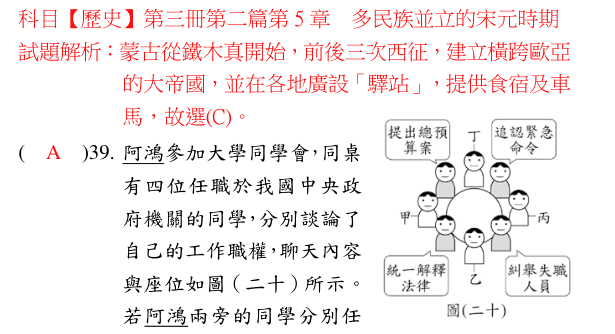 科目【歷史】第三冊第二篇第 5 章　多民族並立的宋元時期
試題解析：蒙古從鐵木真開始，前後三次西征，建立橫跨歐亞
的大帝國，並在各地廣設「驛站」，提供食宿及車
馬，故選(C)。
(　A　)39. 阿鴻參加大學同學會，同桌
有四位任職於我國中央政
府機關的同學，分別談論了
自己的工作職權，聊天內容
與座位如圖（二十）所示。
若阿鴻兩旁的同學分別任
提出總預
算案
丁
追認緊急
命令
甲
丙
統一解釋
法律
乙
糾舉失職
人員
圖(二十)